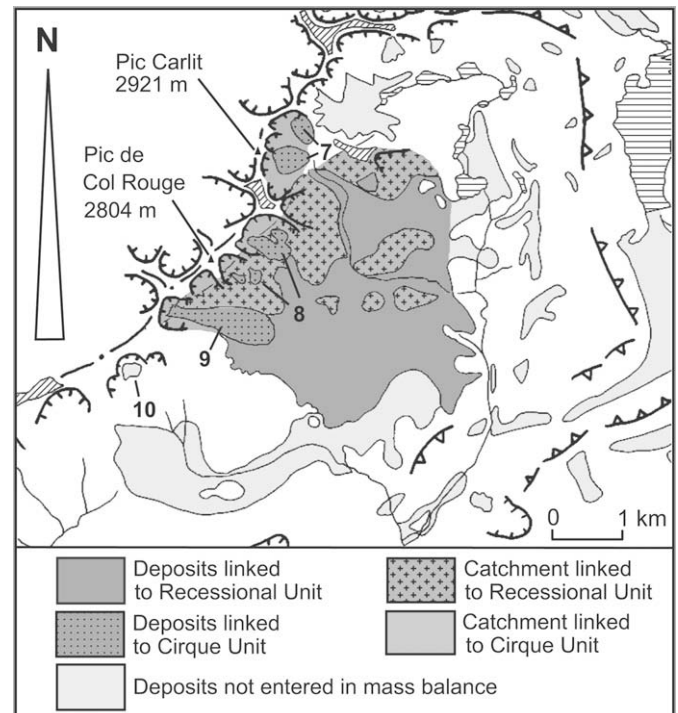 N
Pic Carlit
2921 m
Pic de
Col Rouge
2804 m
7
8
9
10
0 1 km
Deposits linked
to Recessional Unit
Catchment linked
to Recessional Unit
Deposits linked
to Cirque Unit
Catchment linked
to Cirque Unit
Deposits not entered in mass balance